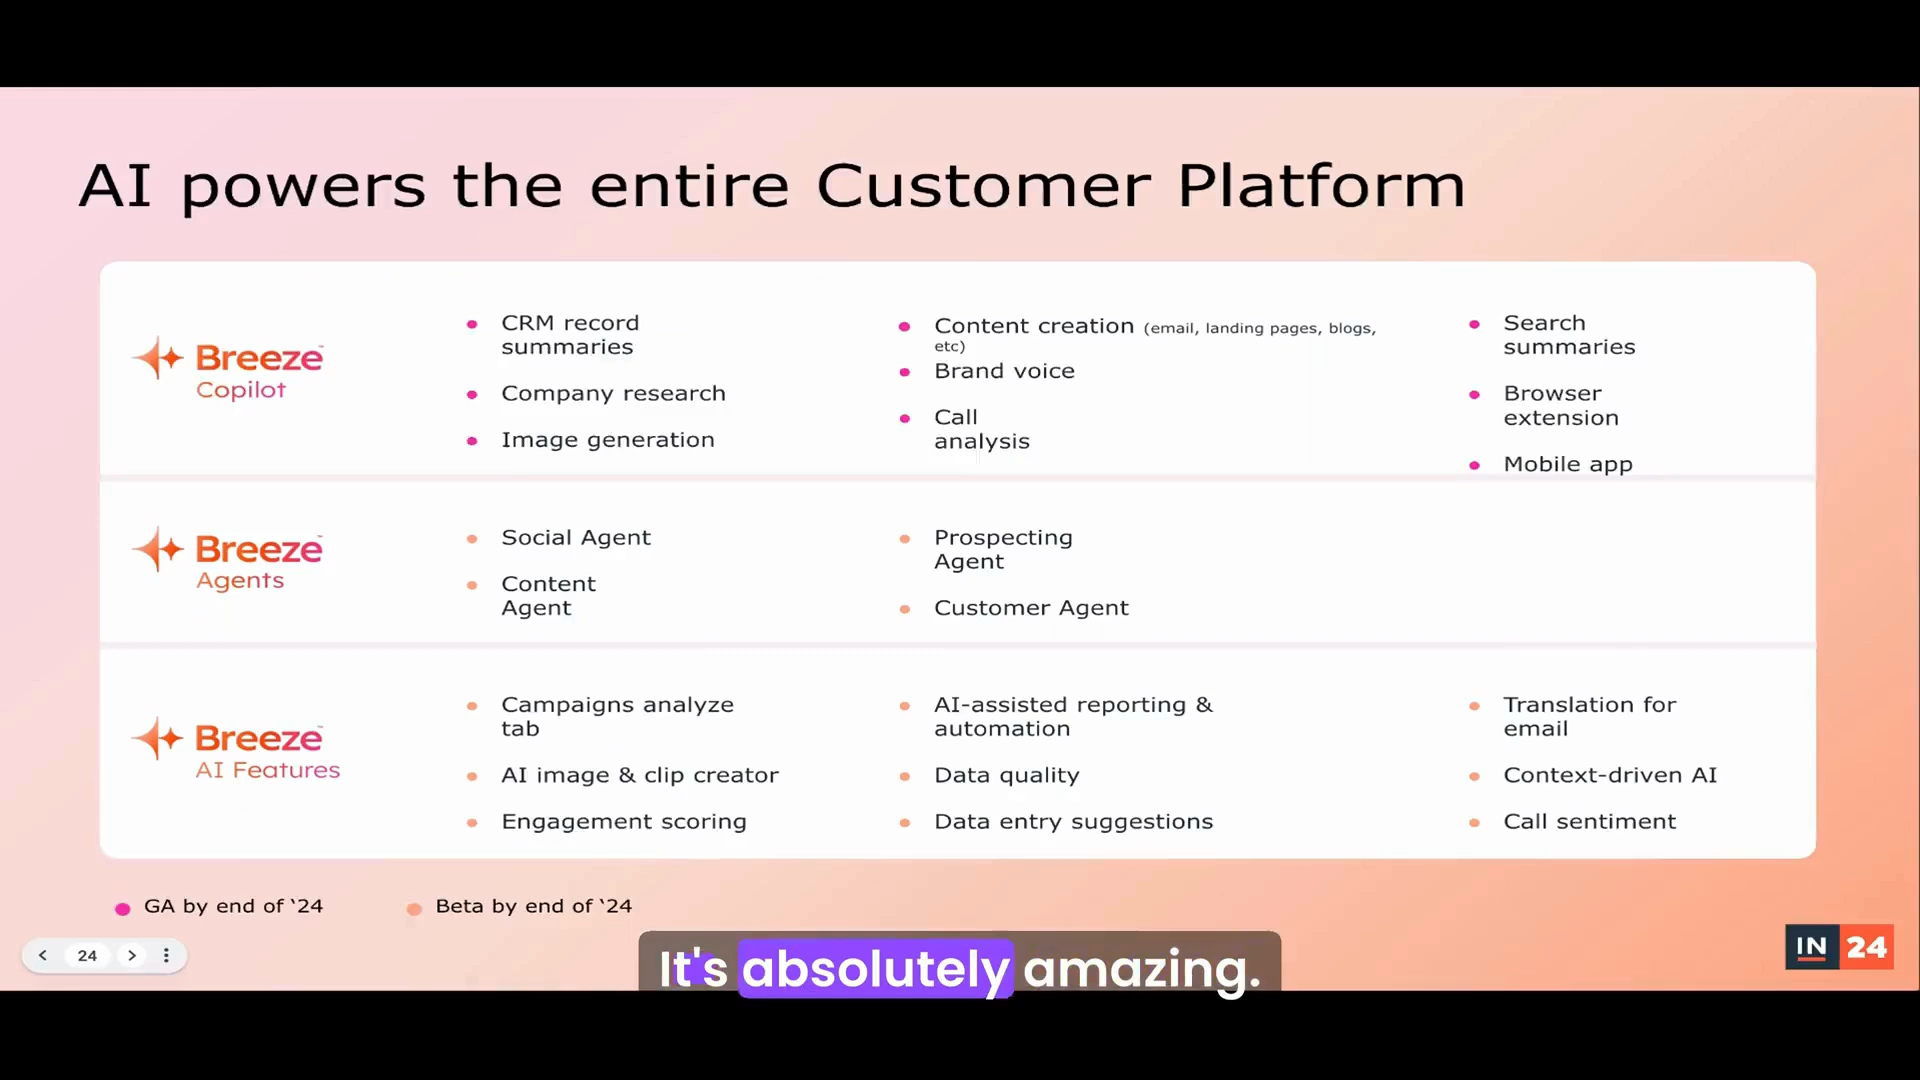 AI powers the entire Customer Platform
Breeze™
Copilot
CRM record
summaries
Company research
Image generation
Content creation (email, landing pages, blogs,
etc)
Brand voice
Call
analysis
Search
summaries
Browser
extension
Mobile app
Breeze™
Agents
Social Agent
Content
Agent
Prospecting
Agent
Customer Agent
Breeze™
AI Features
Campaigns analyze
tab
AI image & clip creator
Engagement scoring
AI-assisted reporting &
automation
Data quality
Data entry suggestions
Translation for
email
Context-driven AI
Call sentiment
GA by end of ‘24
Beta by end of ‘24
24
It's absolutely amazing.
IN 24